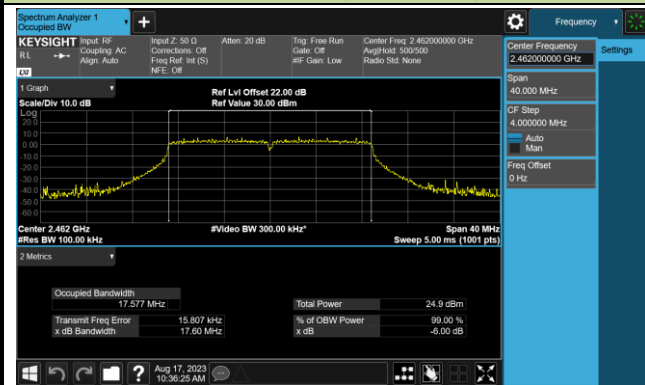 Spectrum Analyzer 1
Occupied BW
+
Frequency
KEYSIGHT
RL
LXI
Input: RF
Coupling: AC
Align: Auto
Input Z: 50 Ω
Corrections: Off
Freq Ref: Int (S)
NFE: Off
Atten: 20 dB
Trig: Free Run
Gate: Off
#IF Gain: Low
Center Freq: 2.462000000 GHz
Avg|Hold: 500/500
Radio Std: None
Center Frequency
2.462000000 GHz
Settings
Span
40.000 MHz
CF Step
4.000000 MHz
Auto
Man
Freq Offset
0 Hz
1 Graph
Scale/Div 10.0 dB
Ref Lvl Offset 22.00 dB
Ref Value 30.00 dBm
Log
20.0
10.0
0.00
-10.0
-20.0
-30.0
-40.0
-50.0
-60.0
Center 2.462 GHz
#Res BW 100.00 kHz
#Video BW 300.00 kHz*
Span 40 MHz
Sweep 5.00 ms (1001 pts)
2 Metrics
Occupied Bandwidth
17.577 MHz
Total Power 24.9 dBm
Transmit Freq Error 15.807 kHz
% of OBW Power 99.00 %
x dB Bandwidth 17.60 MHz
x dB -6.00 dB
?
Aug 17, 2023
10:36:25 AM